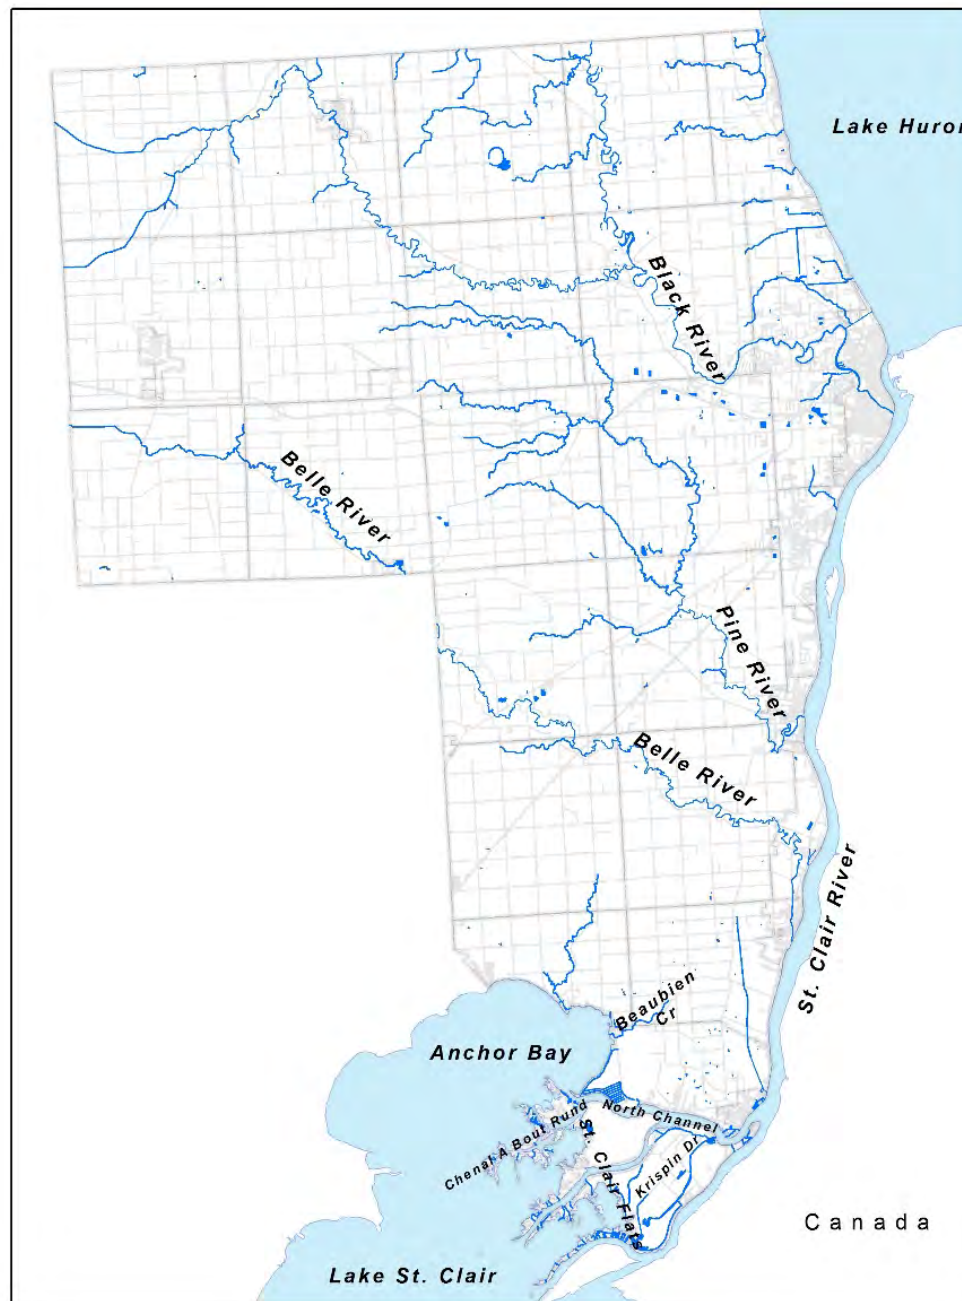 Lake Huron
Black River
Belle River
Pine River
Belle River
St. Clair River
Beaubien
Cr
Anchor Bay
North Channel
Chenal A Bout Rund
St. Clair Flats
Krispin Dr
Canada
Lake St. Clair